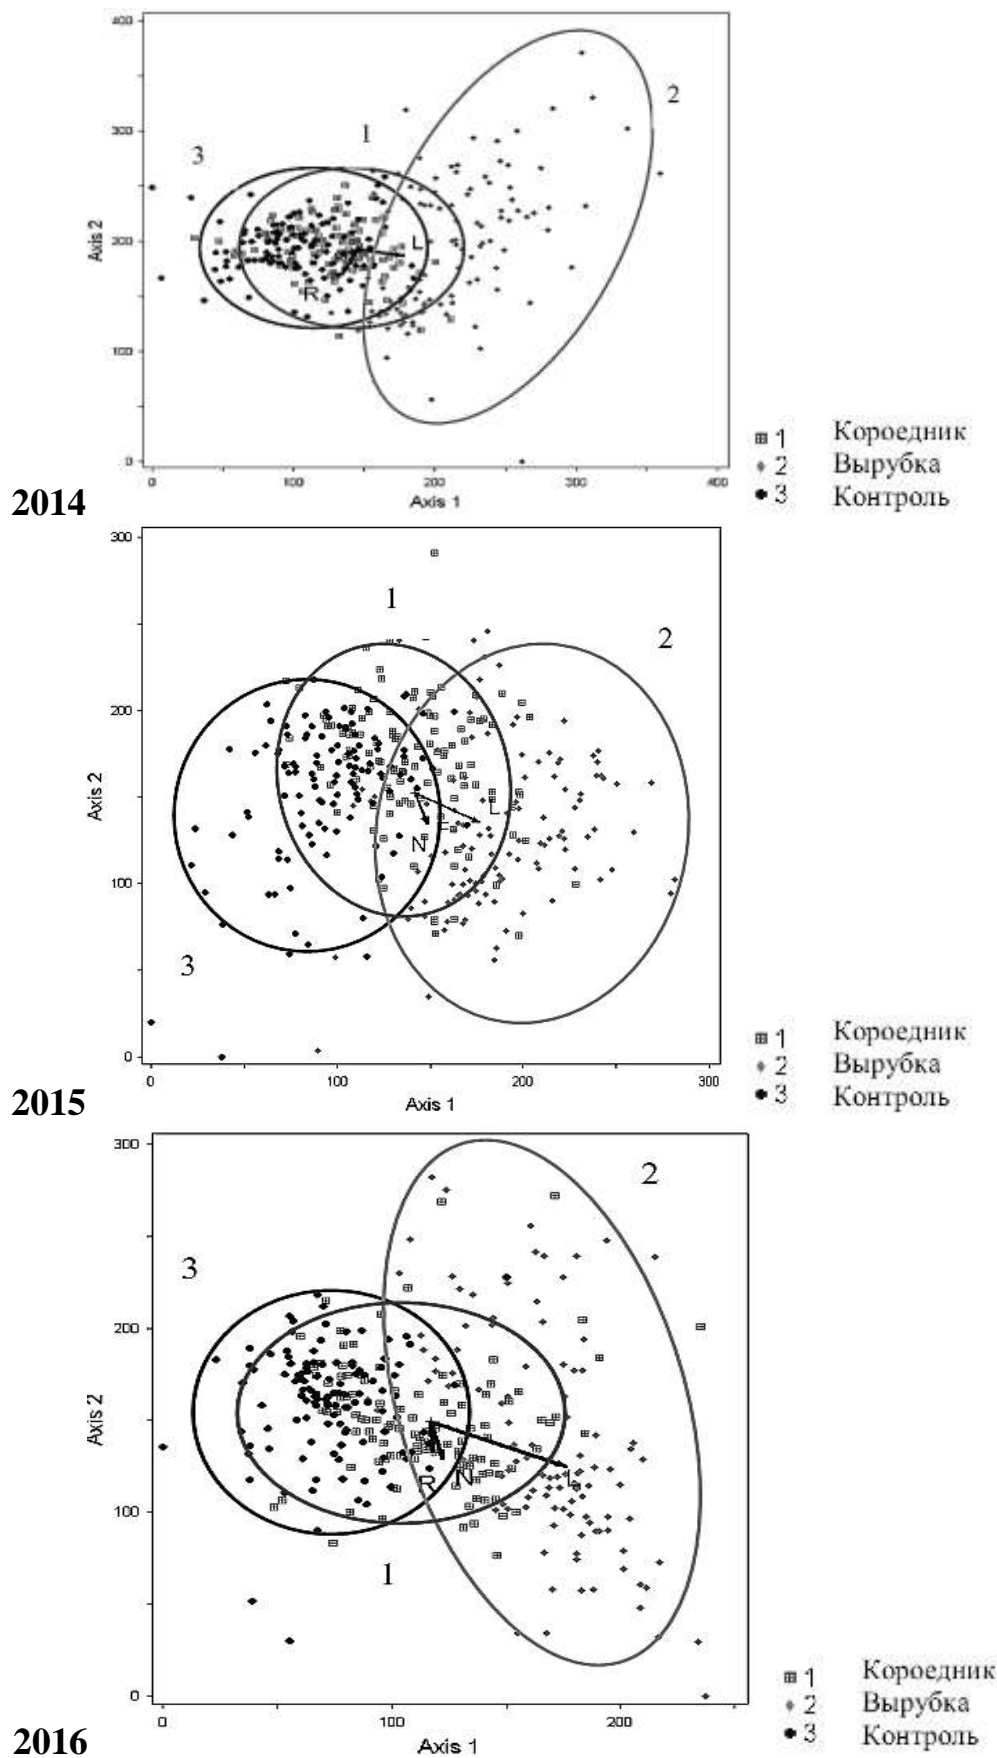 400
300
200
100
0
Axis 2
3
1
2
L
R
0
100
200
300
400
Axis 1
2014
1 Короедник
2 Вырубка
3 Контроль
300
200
100
0
Axis 2
1
2
3
L
E
N
0
100
200
300
Axis 1
2015
1 Короедник
2 Вырубка
3 Контроль
300
200
100
0
Axis 2
2
3
1
R
N
L
0
100
200
Axis 1
2016
1 Короедник
2 Вырубка
3 Контроль